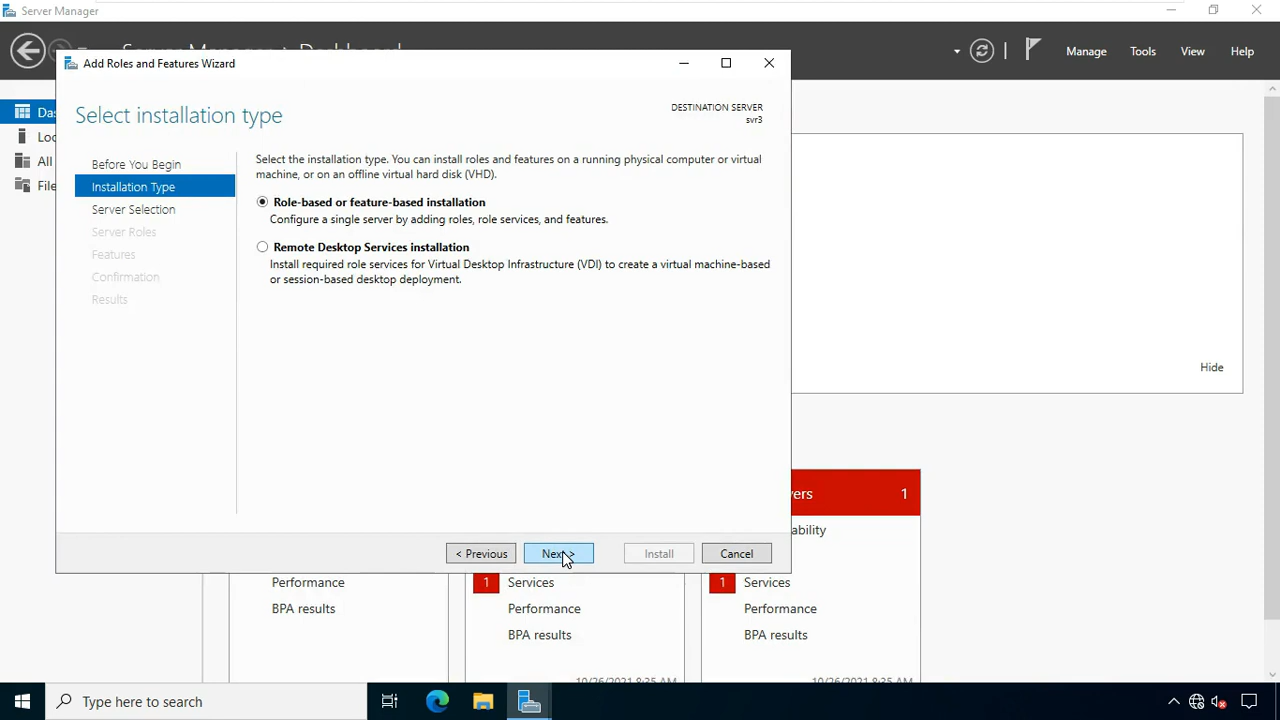 Server Manager
Manage Tools View Help
Add Roles and Features Wizard
Select installation type
DESTINATION SERVER
svr3
Before You Begin
Installation Type
Server Selection
Server Roles
Features
Confirmation
Results
Select the installation type. You can install roles and features on a running physical computer or virtual
machine, or on an offline virtual hard disk (VHD).
Role-based or feature-based installation
Configure a single server by adding roles, role services, and features.
Remote Desktop Services installation
Install required role services for Virtual Desktop Infrastructure (VDI) to create a virtual machine-based
or session-based desktop deployment.
< Previous
Next >
Install
Cancel
All
Hide
1
Performance
BPA results
1 Services
Performance
BPA results
1 Services
Performance
BPA results
Type here to search